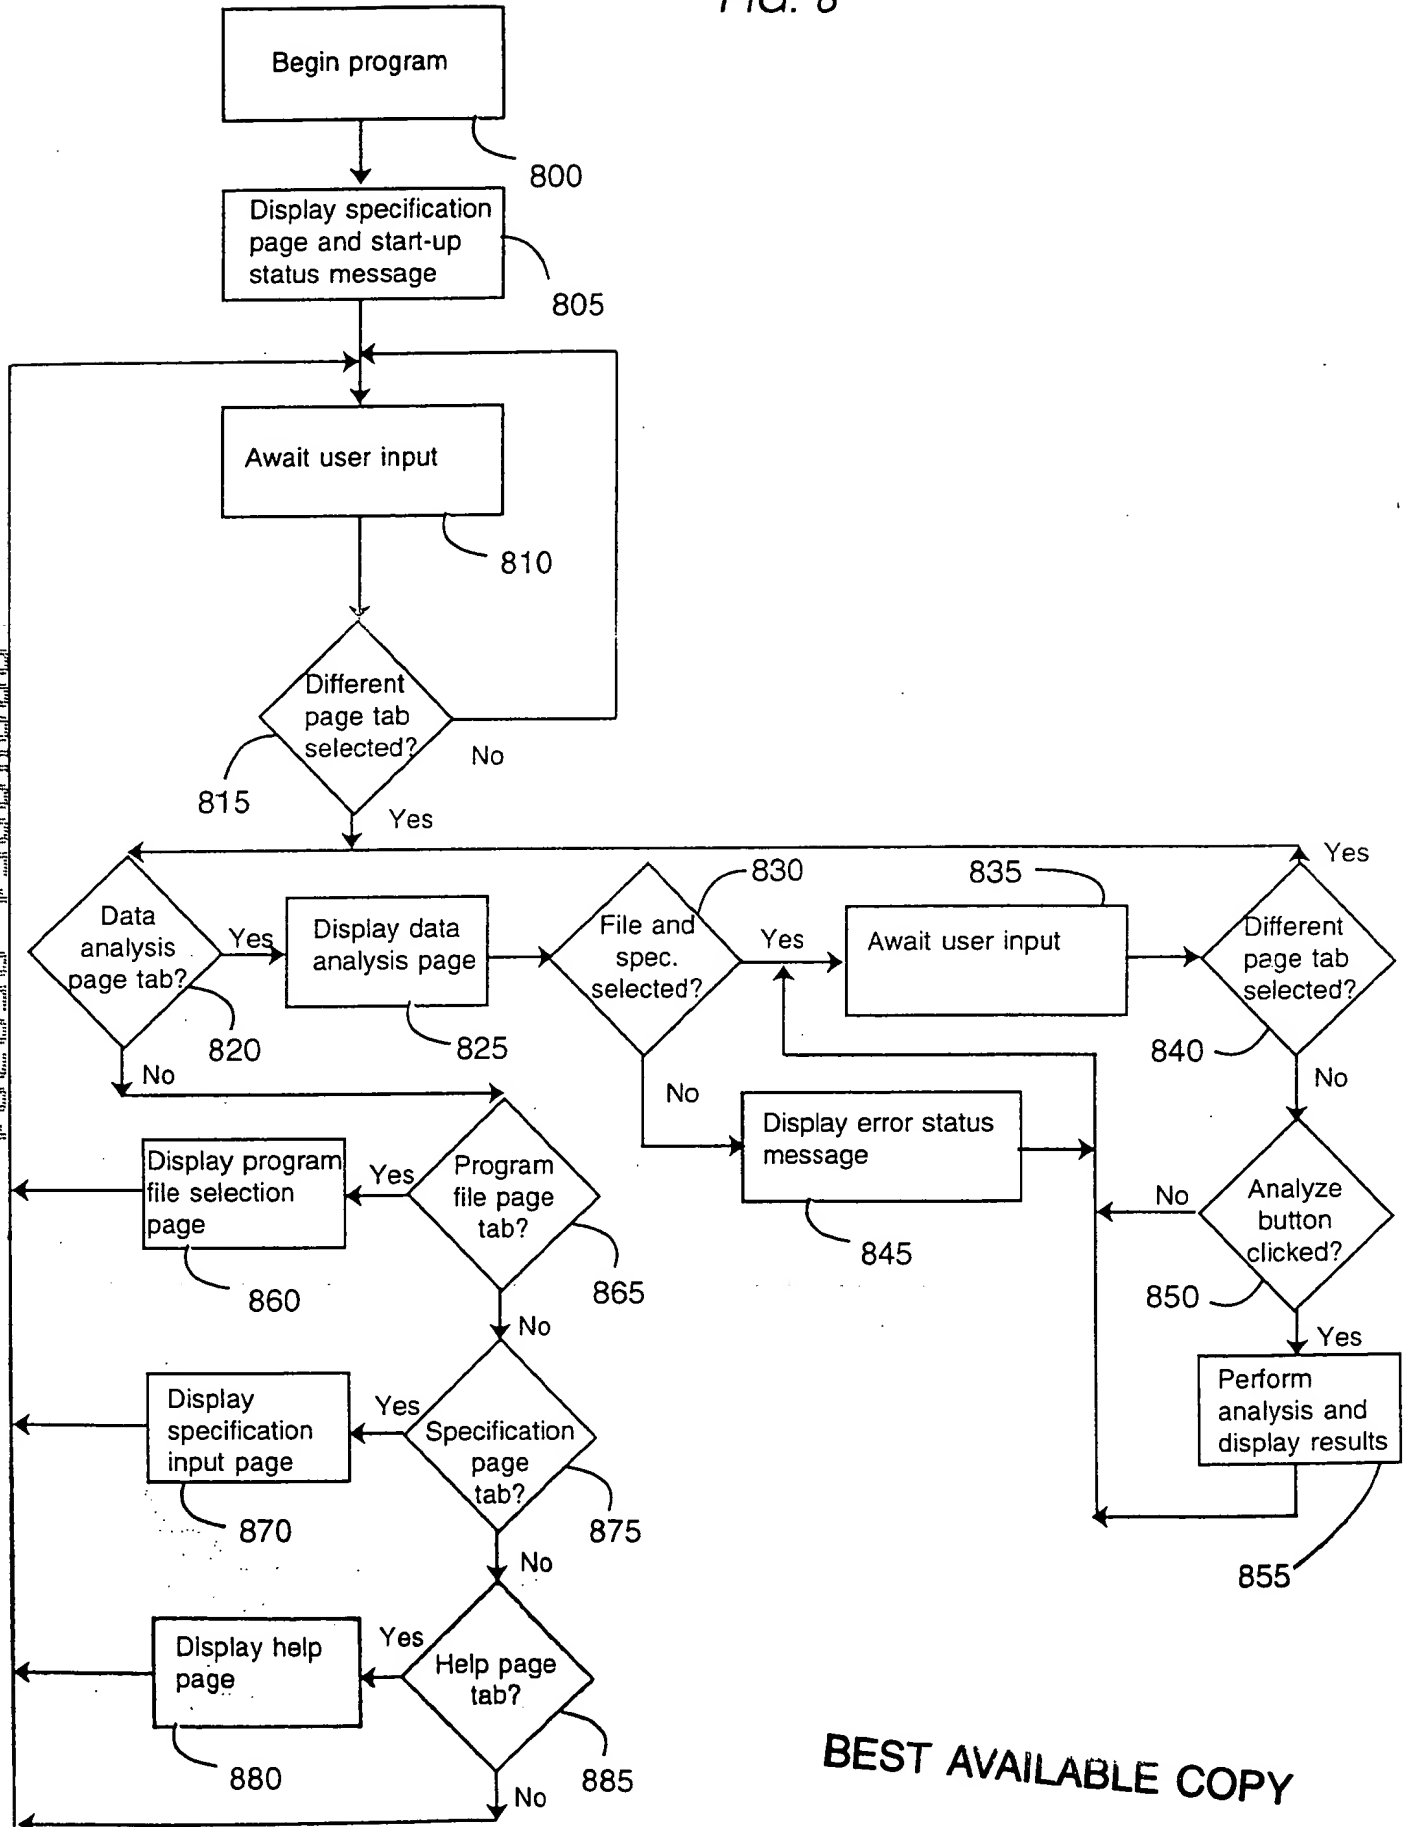 FIG. 8
Begin program
800
Display specification
page and start-up
status message
805
Await user input
810
Different
page tab
selected?
No
815
Yes
Data
analysis
page tab?
Yes
820
Display data
analysis page
825
File and
spec.
selected?
830
Yes
Await user input
835
Different
page tab
selected?
Yes
840
No
No
No
Display error status
message
845
Analyze
button
clicked?
No
850
Yes
Perform
analysis and
display results
855
Display program
file selection
page
860
Yes
Program
file page
tab?
865
No
Display
specification
input page
870
Yes
Specification
page
tab?
875
No
Display help
page
880
Yes
Help page
tab?
885
No
BEST AVAILABLE COPY